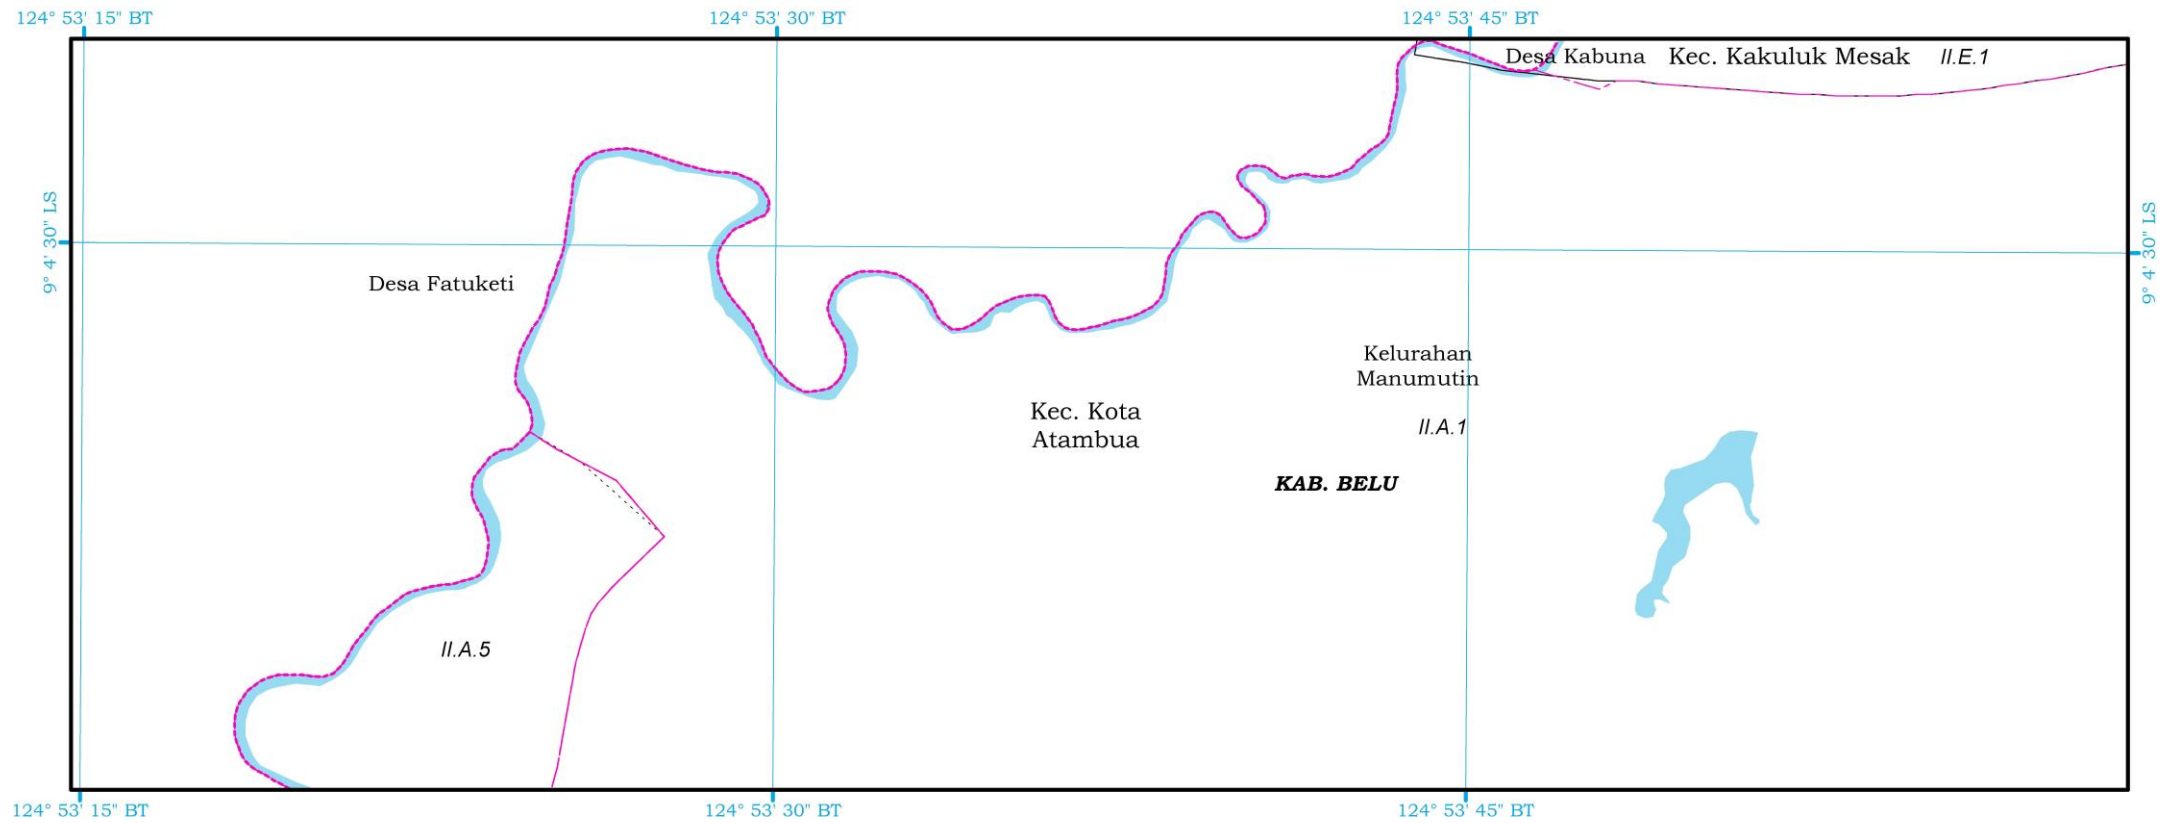 124° 53' 15" BT
124° 53' 30" BT
124° 53' 45" BT
Desa Kabuna
Kec. Kakuluk Mesak
II.E.1
9° 4' 30" LS
9° 4' 30" LS
Desa Fatuketi
Kelurahan
Manumutin
Kec. Kota
Atambua
II.A.1
KAB. BELU
II.A.5
124° 53' 15" BT
124° 53' 30" BT
124° 53' 45" BT